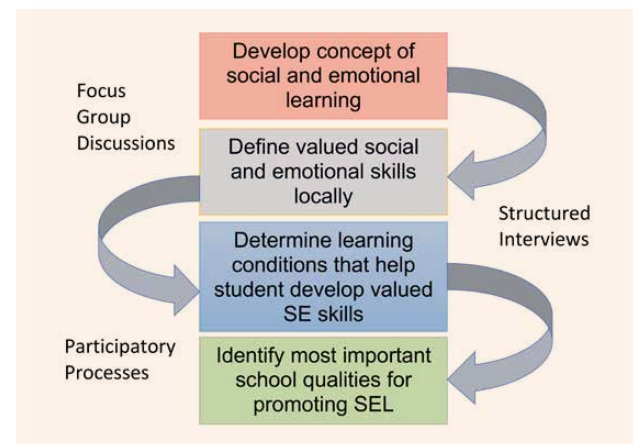 Develop concept of
social and emotional
learning
Focus
Group
Discussions
Define valued social
and emotional skills
locally
Structured
Interviews
Determine learning
conditions that help
student develop valued
SE skills
Participatory
Processes
Identify most important
school qualities for
promoting SEL